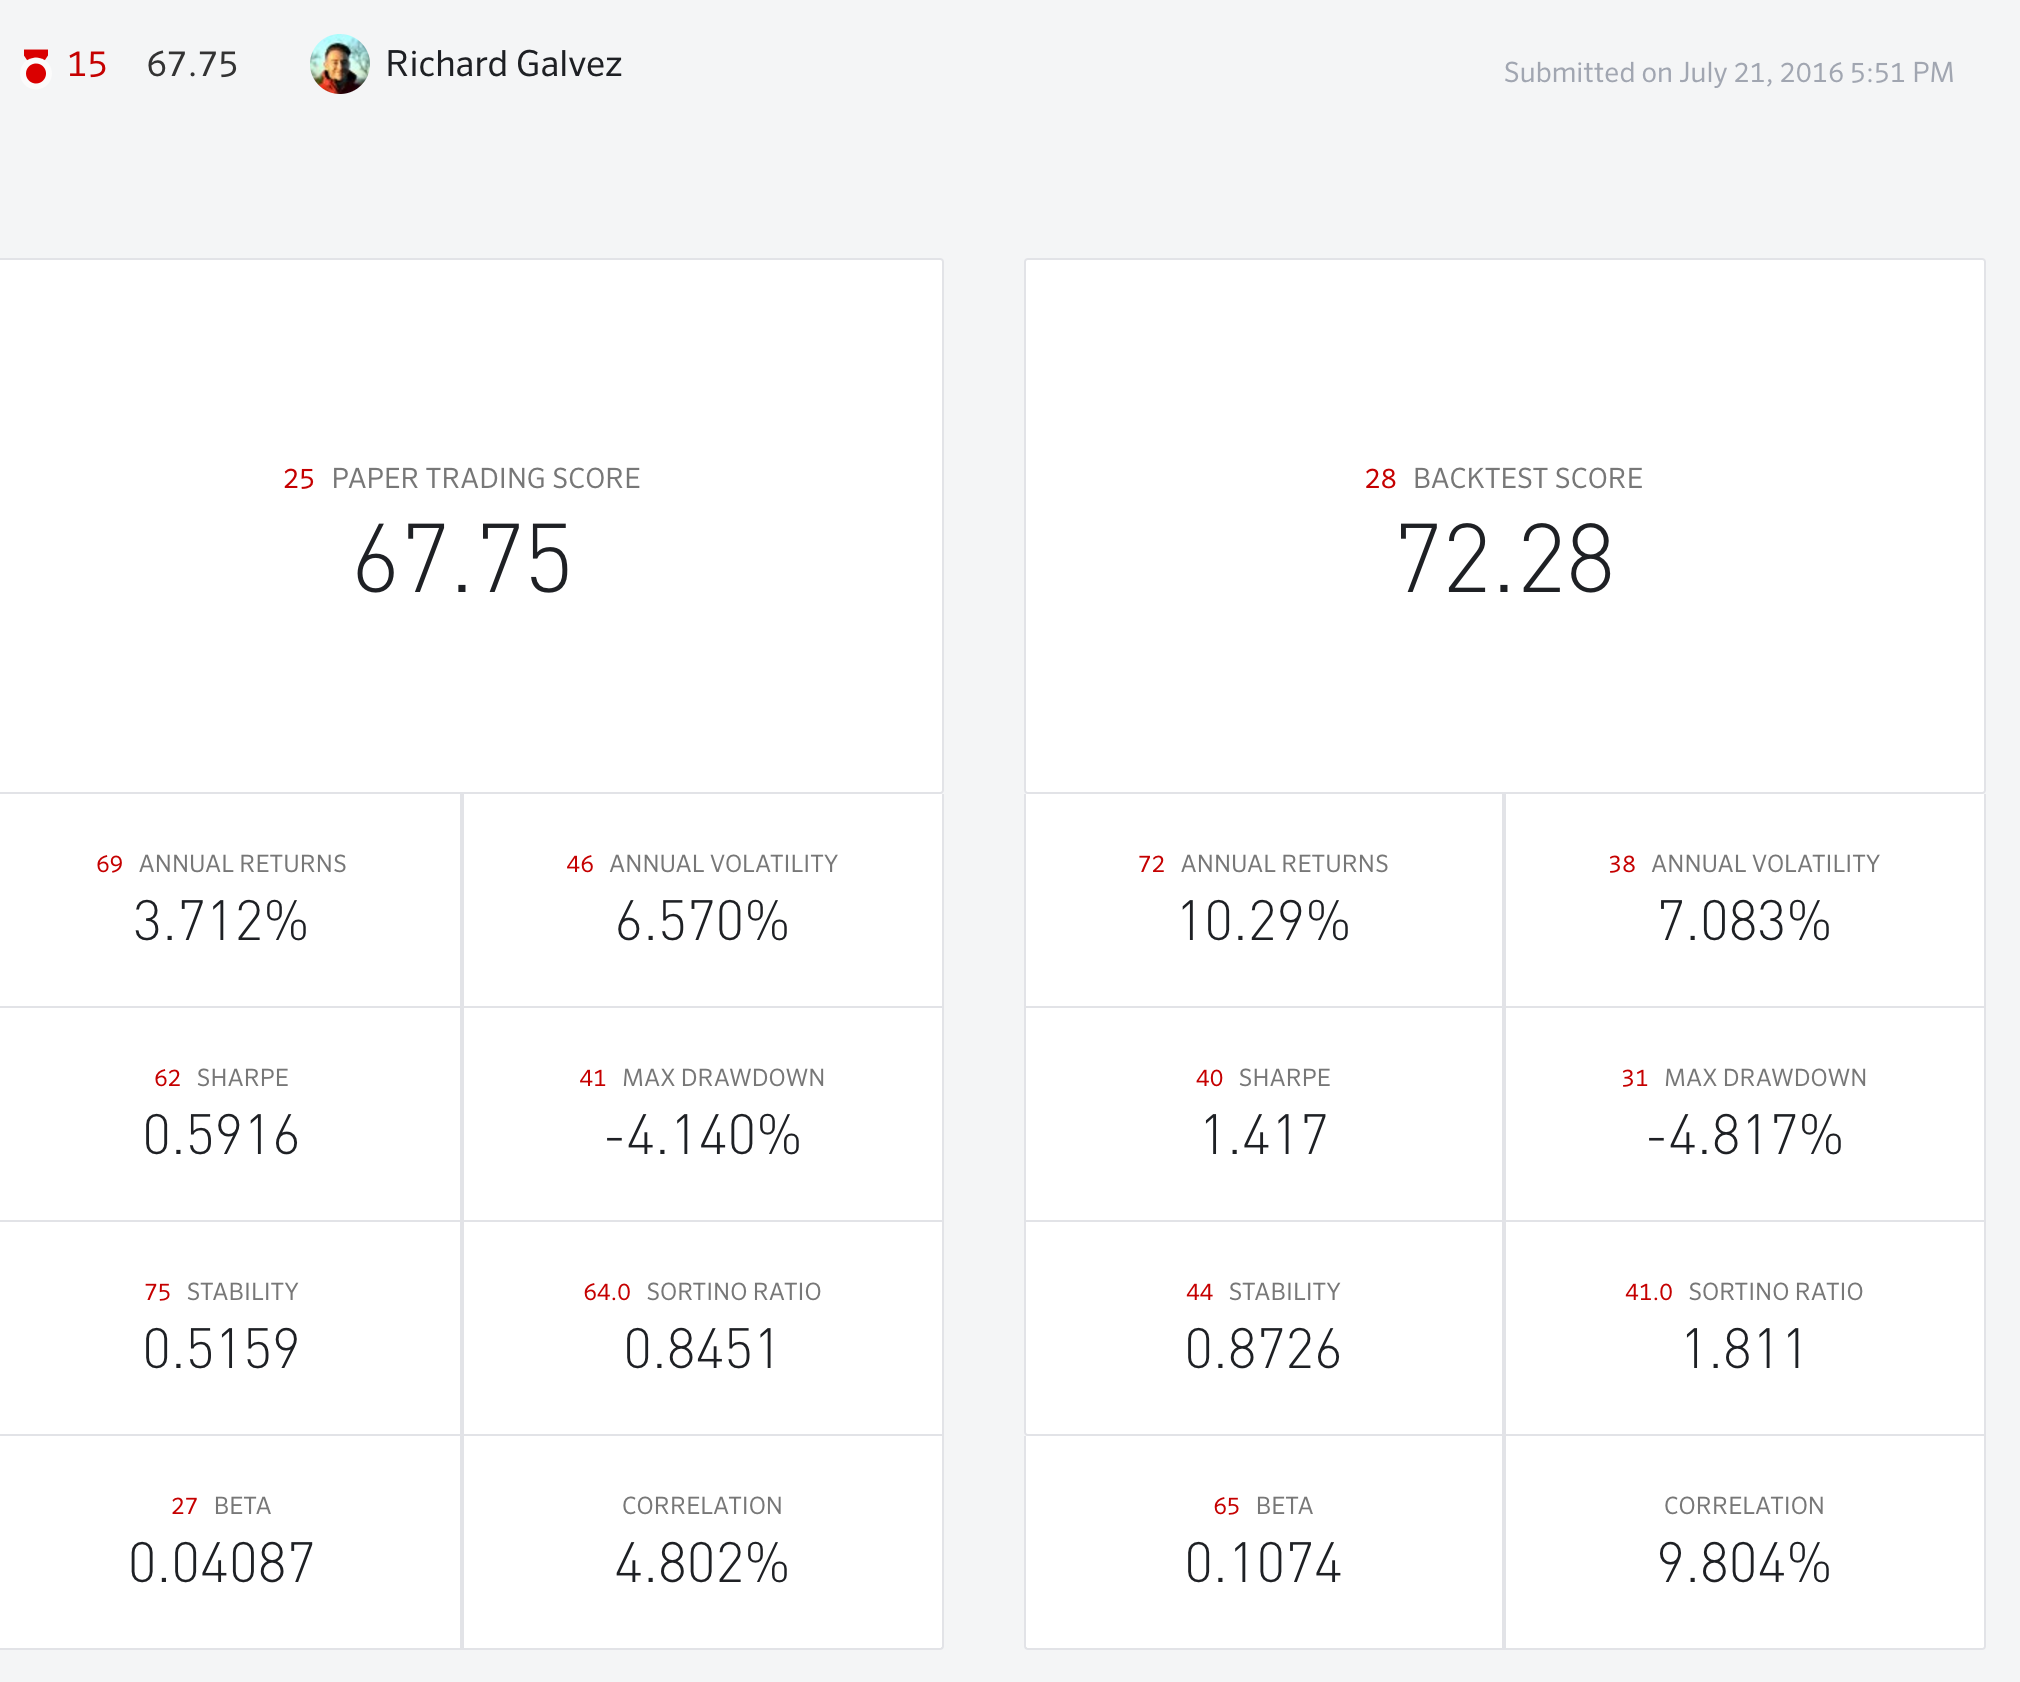 15 67.75 Richard Galvez
Submitted on July 21, 2016 5:51 PM
25 PAPER TRADING SCORE
67.75
69 ANNUAL RETURNS
3.712%
46 ANNUAL VOLATILITY
6.570%
62 SHARPE
0.5916
41 MAX DRAWDOWN
-4.140%
75 STABILITY
0.5159
64.0 SORTINO RATIO
0.8451
27 BETA
0.04087
CORRELATION
4.802%
28 BACKTEST SCORE
72.28
72 ANNUAL RETURNS
10.29%
38 ANNUAL VOLATILITY
7.083%
40 SHARPE
1.417
31 MAX DRAWDOWN
-4.817%
44 STABILITY
0.8726
41.0 SORTINO RATIO
1.811
65 BETA
0.1074
CORRELATION
9.804%